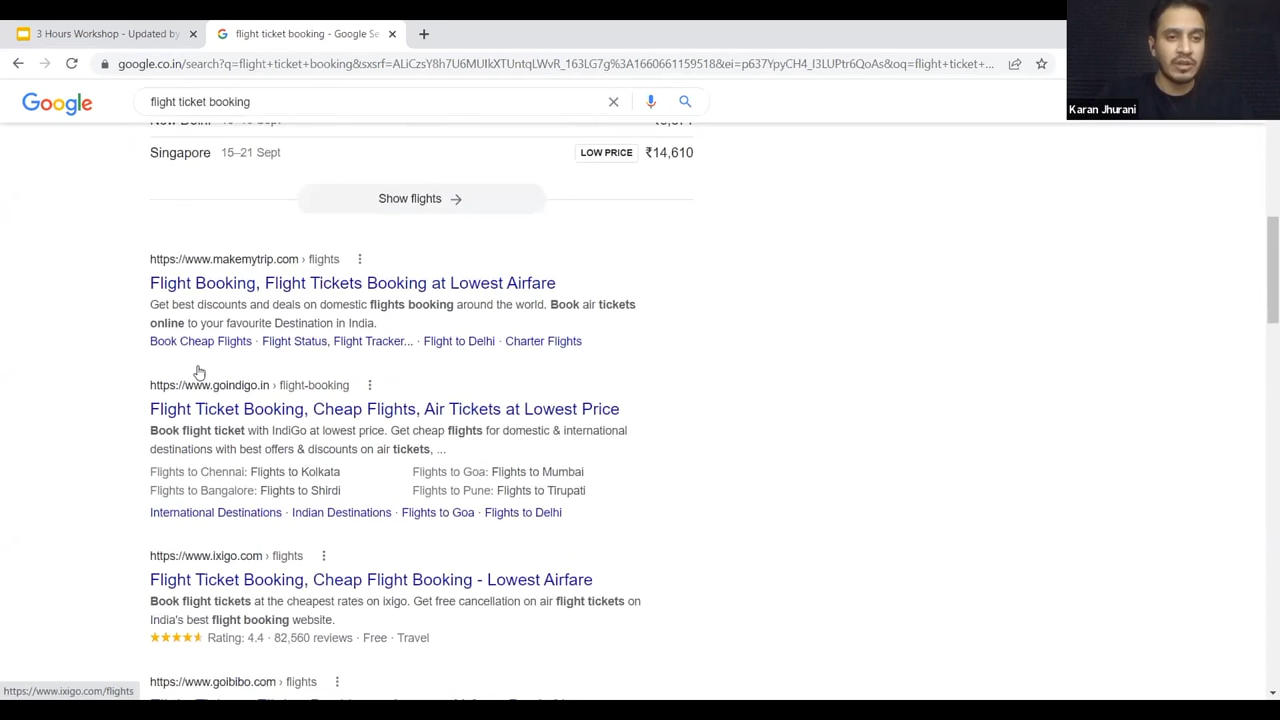 3 Hours Workshop - Updated by
flight ticket booking - Google Se
google.co.in/search?q=flight+ticket+booking&sxsrf=ALiCzsY8h7U6MUIkXTUntqLWvR_163LG7g%3A1660661159518&ei=p637YpyCH4_I3LUPtr6QoAs&oq=flight+ticket+...
Karan Jhurani
Google
flight ticket booking
Singapore 15–21 Sept LOW PRICE ₹14,610
Show flights
https://www.makemytrip.com › flights
Flight Booking, Flight Tickets Booking at Lowest Airfare
Get best discounts and deals on domestic flights booking around the world. Book air tickets
online to your favourite Destination in India.
Book Cheap Flights · Flight Status, Flight Tracker... · Flight to Delhi · Charter Flights
https://www.goindigo.in › flight-booking
Flight Ticket Booking, Cheap Flights, Air Tickets at Lowest Price
Book flight ticket with IndiGo at lowest price. Get cheap flights for domestic & international
destinations with best offers & discounts on air tickets, ...
Flights to Chennai: Flights to Kolkata Flights to Goa: Flights to Mumbai
Flights to Bangalore: Flights to Shirdi Flights to Pune: Flights to Tirupati
International Destinations · Indian Destinations · Flights to Goa · Flights to Delhi
https://www.ixigo.com › flights
Flight Ticket Booking, Cheap Flight Booking - Lowest Airfare
Book flight tickets at the cheapest rates on ixigo. Get free cancellation on air flight tickets on
India's best flight booking website.
Rating: 4.4 · 82,560 reviews · Free · Travel
https://www.goibibo.com › flights
https://www.ixigo.com/flights